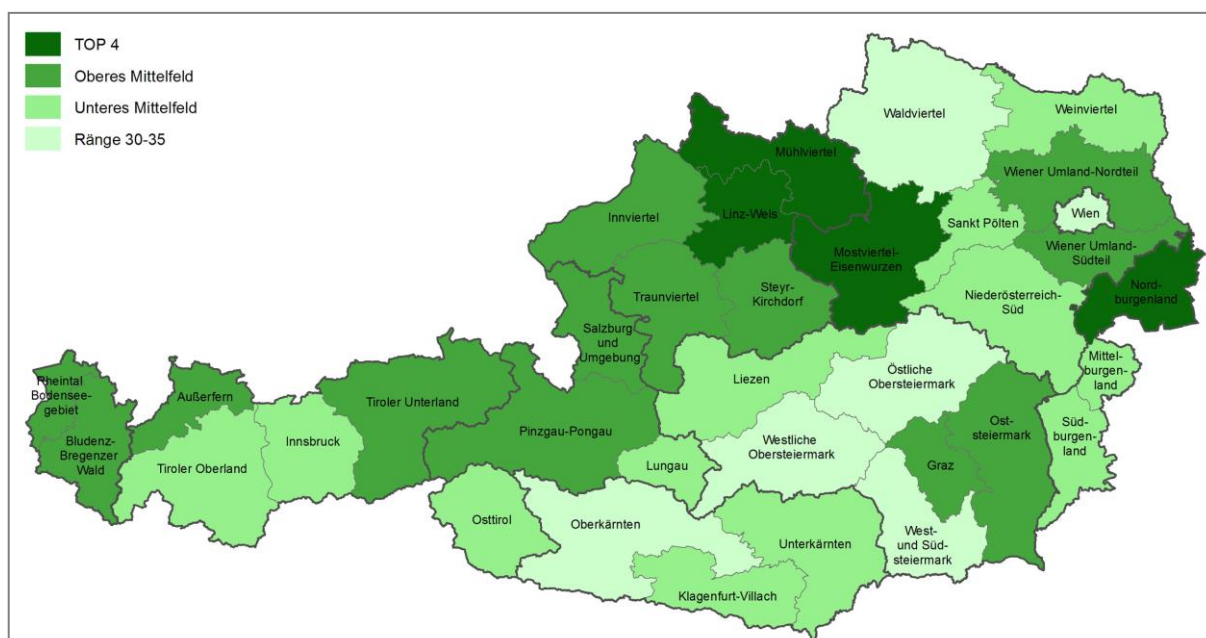 TOP 4
Oberes Mittelfeld
Unteres Mittelfeld
Ränge 30-35
Waldviertel
Weinviertel
Mühlviertel
Wiener Umland-Nordteil
Innviertel
Linz-Wels
Wien
Sankt Pölten
Mostviertel-
Eisenwurzen
Wiener Umland-
Südteil
Nord-
burgenland
Traunviertel
Steyr-
Kirchdorf
Niederösterreich-
Süd
Salzburg
und
Umgebung
Mittel-
burgen-
land
Rheintal
Bodensee-
gebiet
Außerfern
Tiroler Unterland
Liezen
Östliche
Obersteiermark
Bludenz-
Bregenzer
Wald
Innsbruck
Pinzgau-Pongau
Westliche
Obersteiermark
Ost-
steiermark
Süd-
burgen-
land
Tiroler Oberland
Lungau
Graz
Osttirol
Oberkärnten
Unterkärnten
West-
und Süd-
steiermark
Klagenfurt-Villach